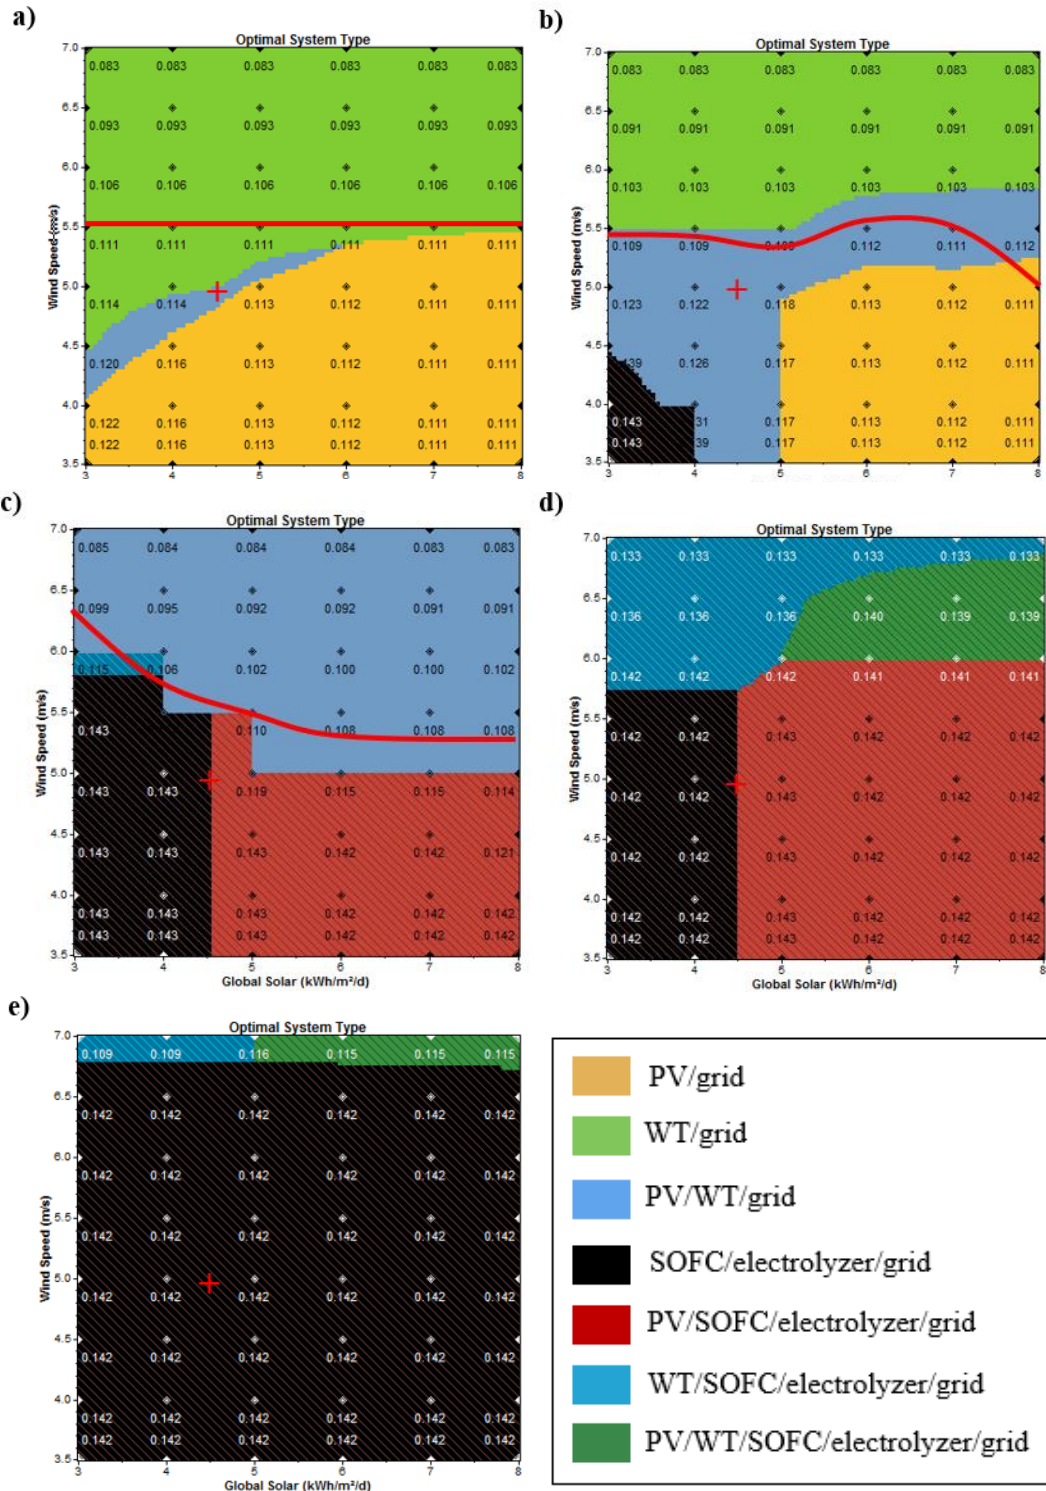 a)
Optimal System Type
Wind Speed (m/s)
7.0
0.083 0.083 0.083 0.083 0.083 0.083
6.5
0.093 0.093 0.093 0.093 0.093 0.093
6.0
0.106 0.106 0.106 0.106 0.106 0.106
5.5
0.111 0.111 0.111 0.111 0.111 0.111
5.0
0.114 0.114 0.113 0.112 0.111 0.111
4.5
0.120 0.116 0.113 0.112 0.111 0.111
4.0
0.122 0.116 0.113 0.112 0.111 0.111
0.122 0.116 0.113 0.112 0.111 0.111
3.5
3 4 5 6 7 8
b)
Optimal System Type
Wind Speed (m/s)
7.0
0.083 0.083 0.083 0.083 0.083 0.083
6.5
0.091 0.091 0.091 0.091 0.091 0.091
6.0
0.103 0.103 0.103 0.103 0.103 0.103
5.5
0.109 0.109 0.112 0.111 0.112
5.0
0.123 0.122 0.118 0.113 0.112 0.111
4.5
39 0.126 0.117 0.113 0.112 0.111
4.0
0.143 31 0.117 0.113 0.112 0.111
0.143 39 0.117 0.113 0.112 0.111
3.5
3 4 5 6 7 8
c)
Optimal System Type
Wind Speed (m/s)
7.0
0.085 0.084 0.084 0.084 0.083 0.083
6.5
0.099 0.095 0.092 0.092 0.091 0.091
6.0
0.115 0.106 0.102 0.100 0.100 0.102
5.5
0.143 0.110 0.108 0.108 0.108
5.0
0.143 0.143 0.119 0.115 0.115 0.114
4.5
0.143 0.143 0.143 0.142 0.142 0.121
4.0
0.143 0.143 0.143 0.142 0.142 0.142
0.143 0.143 0.143 0.142 0.142 0.142
3.5
3 4 5 6 7 8
Global Solar (kWh/m²/d)
d)
Optimal System Type
Wind Speed (m/s)
7.0
0.133 0.133 0.133 0.133 0.133 0.133
6.5
0.136 0.136 0.136 0.140 0.139 0.139
6.0
0.142 0.142 0.142 0.141 0.141 0.141
5.5
0.142 0.142 0.143 0.142 0.142 0.142
5.0
0.142 0.142 0.143 0.142 0.142 0.142
4.5
0.142 0.142 0.143 0.142 0.142 0.142
4.0
0.142 0.142 0.143 0.142 0.142 0.142
0.142 0.142 0.143 0.142 0.142 0.142
3.5
3 4 5 6 7 8
Global Solar (kWh/m²/d)
e)
Optimal System Type
Wind Speed (m/s)
7.0
0.109 0.109 0.116 0.115 0.115 0.115
6.5
0.142 0.142 0.142 0.142 0.142 0.142
6.0
0.142 0.142 0.142 0.142 0.142 0.142
5.5
0.142 0.142 0.142 0.142 0.142 0.142
5.0
0.142 0.142 0.142 0.142 0.142 0.142
4.5
0.142 0.142 0.142 0.142 0.142 0.142
4.0
0.142 0.142 0.142 0.142 0.142 0.142
0.142 0.142 0.142 0.142 0.142 0.142
3.5
3 4 5 6 7 8
Global Solar (kWh/m²/d)
PV/grid
WT/grid
PV/WT/grid
SOFC/electrolyzer/grid
PV/SOFC/electrolyzer/grid
WT/SOFC/electrolyzer/grid
PV/WT/SOFC/electrolyzer/grid